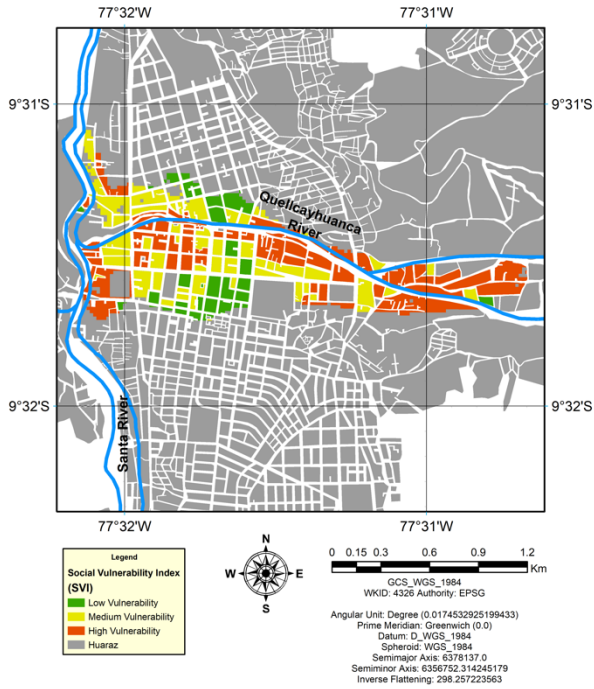 77°32'W 77°31'W
9°31'S 9°31'S
Quellcayhuanca
River
9°32'S 9°32'S
Santa River
77°32'W 77°31'W
Legend
Social Vulnerability Index
(SVI)
Low Vulnerability
Medium Vulnerability
High Vulnerability
Huaraz
N
W E
S
0 0.15 0.3 0.6 0.9 1.2
Km
GCS_WGS_1984
WKID: 4326 Authority: EPSG
Angular Unit: Degree (0.0174532925199433)
Prime Meridian: Greenwich (0.0)
Datum: D_WGS_1984
Spheroid: WGS_1984
Semimajor Axis: 6378137.0
Semiminor Axis: 6356752.314245179
Inverse Flattening: 298.257223563